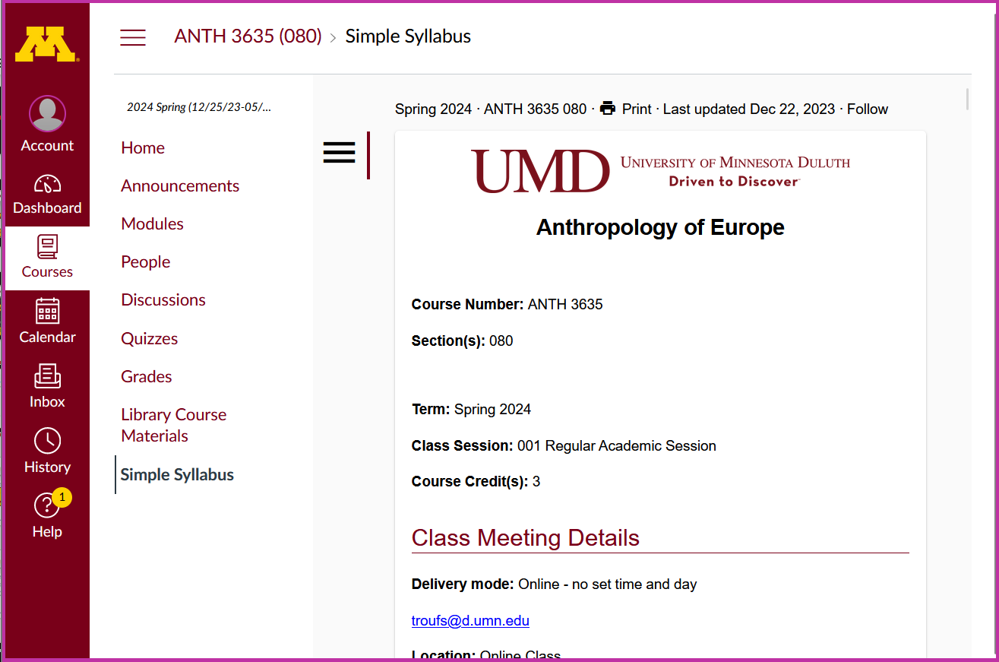 ANTH 3635 (080) › Simple Syllabus
M
Account
Dashboard
Courses
Calendar
Inbox
History
1
Help
2024 Spring (12/25/23-05/...
Home
Announcements
Modules
People
Discussions
Quizzes
Grades
Library Course
Materials
Simple Syllabus
Spring 2024 · ANTH 3635 080 · Print · Last updated Dec 22, 2023 · Follow
UMD
UNIVERSITY OF MINNESOTA DULUTH
Driven to Discover
Anthropology of Europe
Course Number: ANTH 3635
Section(s): 080
Term: Spring 2024
Class Session: 001 Regular Academic Session
Course Credit(s): 3
Class Meeting Details
Delivery mode: Online - no set time and day
troufs@d.umn.edu
Location: Online Class